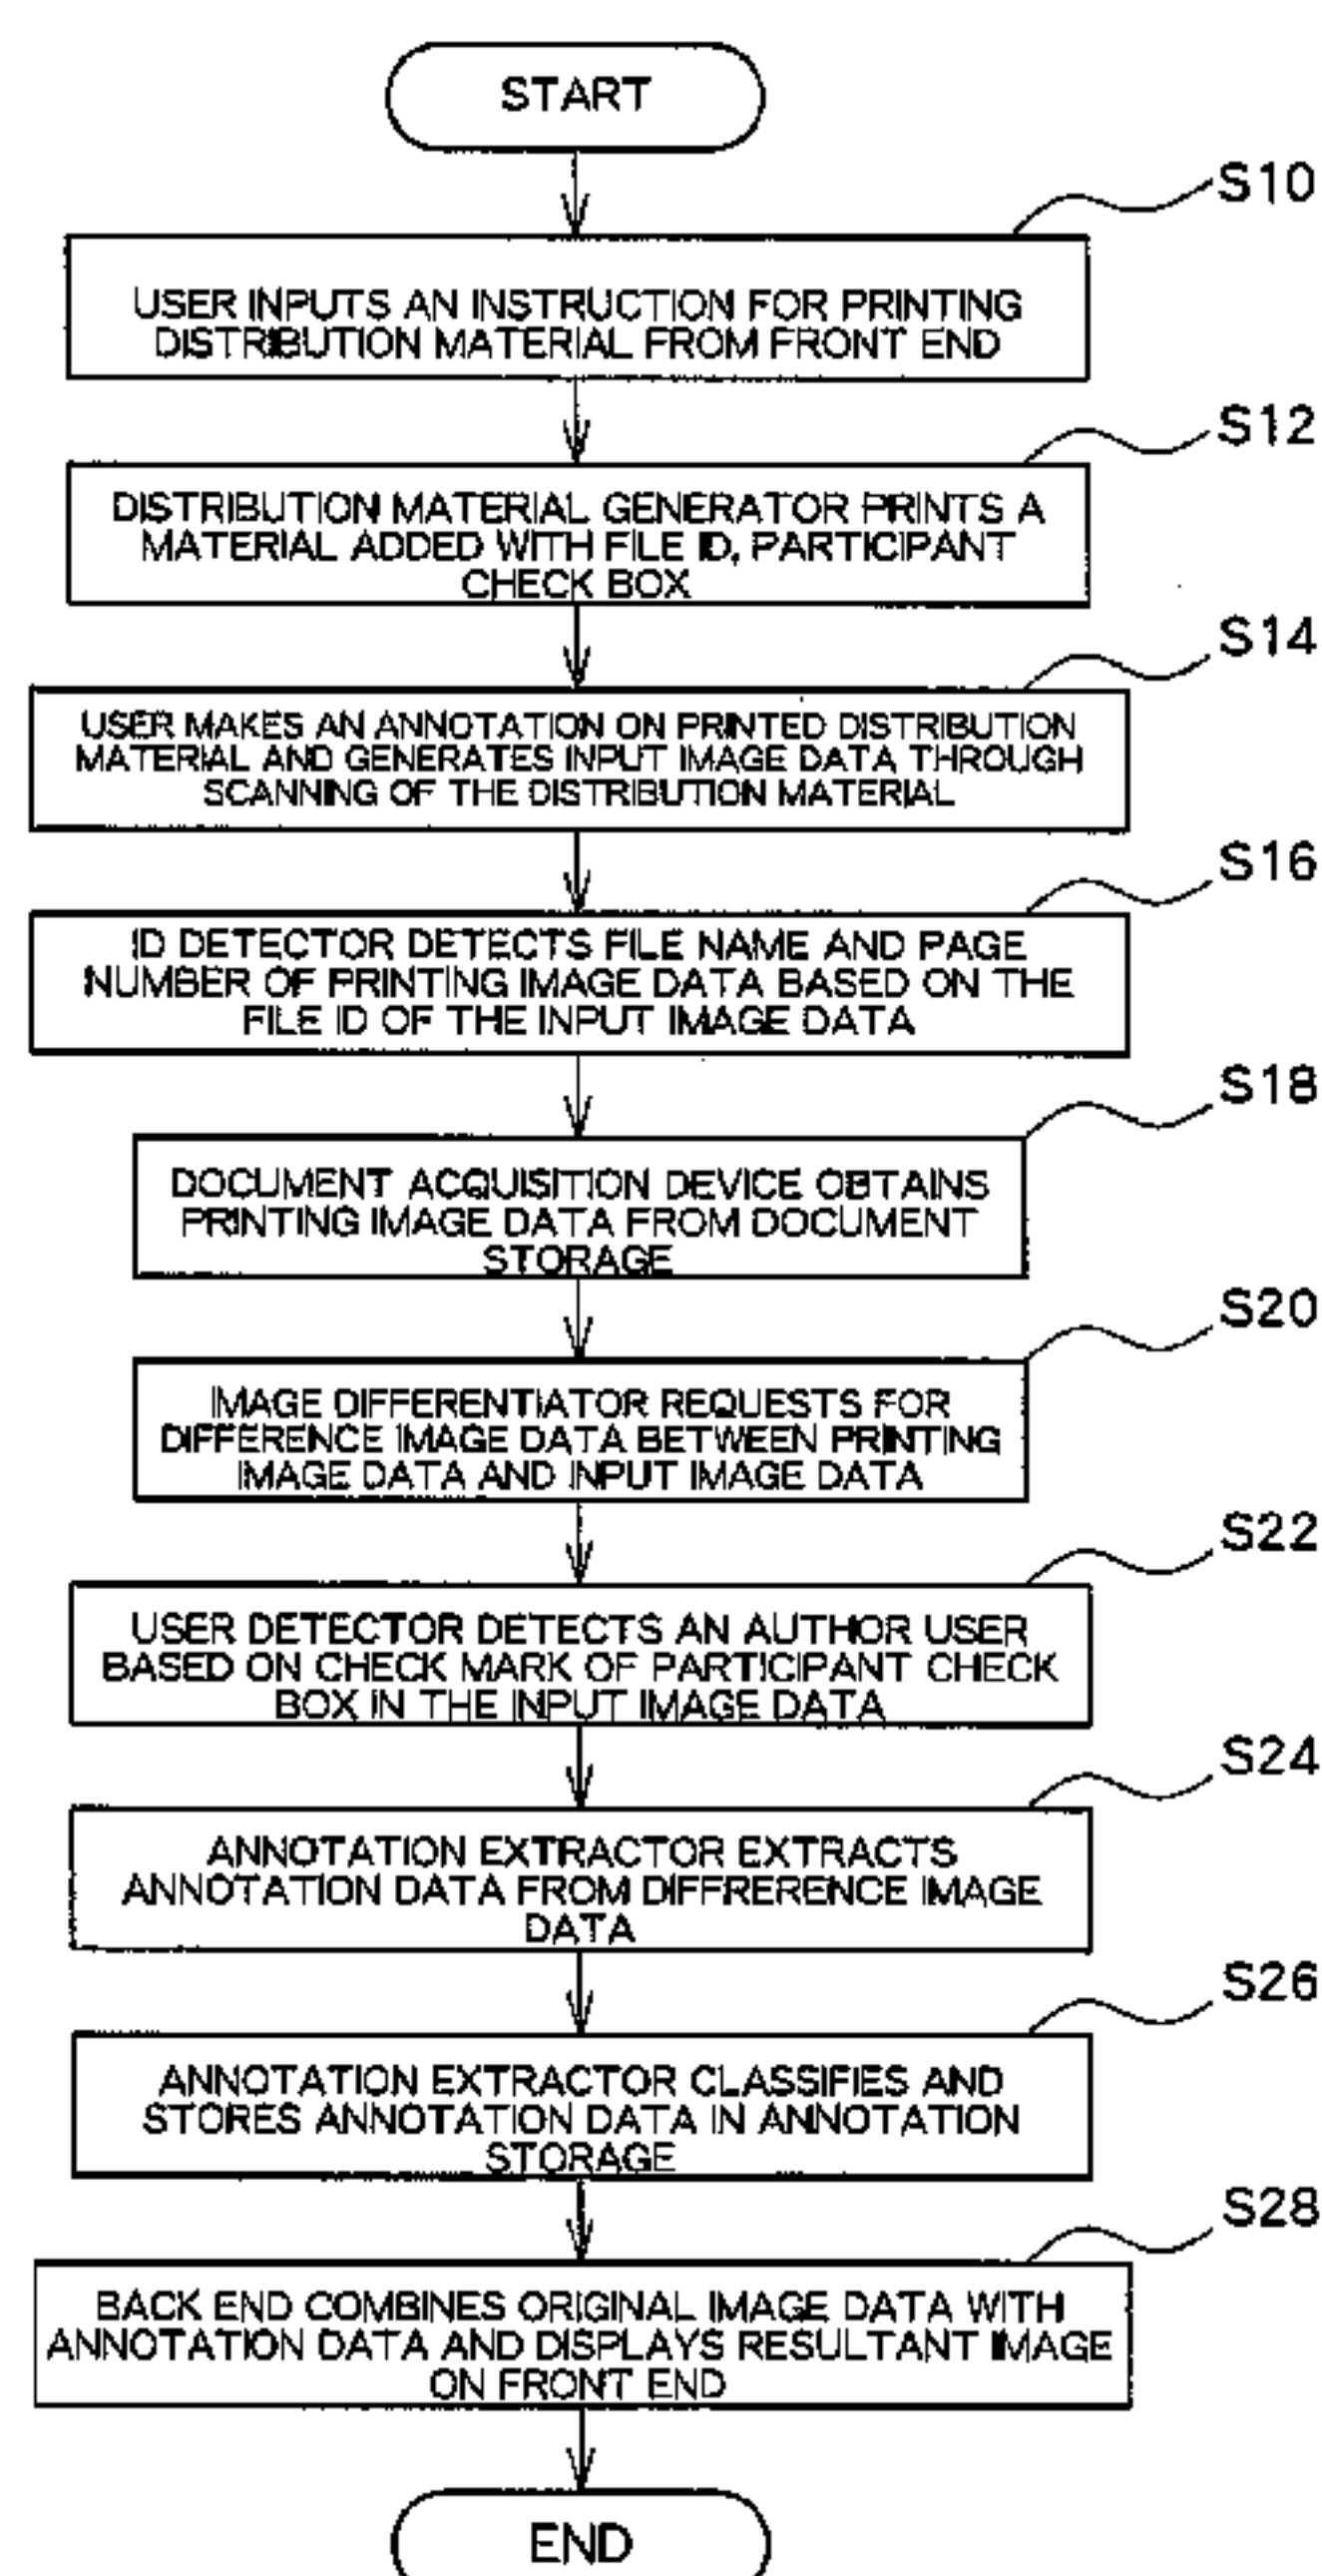 START
S10
USER INPUTS AN INSTRUCTION FOR PRINTING
DISTRIBUTION MATERIAL FROM FRONT END
S12
DISTRIBUTION MATERIAL GENERATOR PRINTS A
MATERIAL ADDED WITH FILE ID, PARTICIPANT
CHECK BOX
S14
USER MAKES AN ANNOTATION ON PRINTED DISTRIBUTION
MATERIAL AND GENERATES INPUT IMAGE DATA THROUGH
SCANNING OF THE DISTRIBUTION MATERIAL
S16
ID DETECTOR DETECTS FILE NAME AND PAGE
NUMBER OF PRINTING IMAGE DATA BASED ON THE
FILE ID OF THE INPUT IMAGE DATA
S18
DOCUMENT ACQUISITION DEVICE OBTAINS
PRINTING IMAGE DATA FROM DOCUMENT
STORAGE
S20
IMAGE DIFFERENTIATOR REQUESTS FOR
DIFFERENCE IMAGE DATA BETWEEN PRINTING
IMAGE DATA AND INPUT IMAGE DATA
S22
USER DETECTOR DETECTS AN AUTHOR USER
BASED ON CHECK MARK OF PARTICIPANT CHECK
BOX IN THE INPUT IMAGE DATA
S24
ANNOTATION EXTRACTOR EXTRACTS
ANNOTATION DATA FROM DIFFRERENCE IMAGE
DATA
S26
ANNOTATION EXTRACTOR CLASSIFIES AND
STORES ANNOTATION DATA IN ANNOTATION
STORAGE
S28
BACK END COMBINES ORIGINAL IMAGE DATA WITH
ANNOTATION DATA AND DISPLAYS RESULTANT IMAGE
ON FRONT END
END